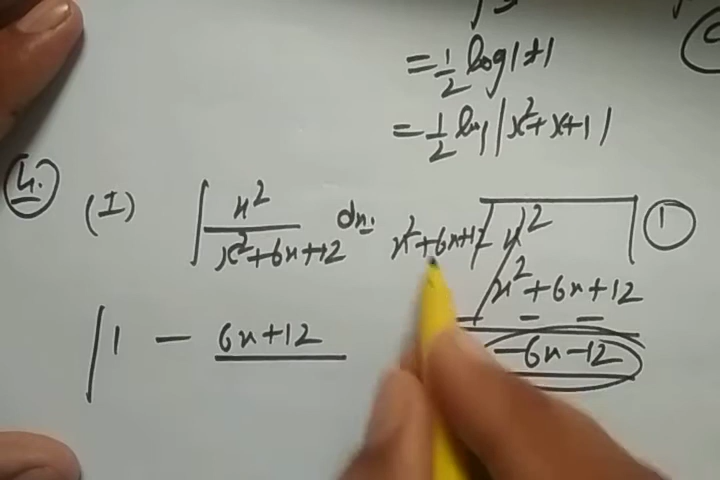 = 1/2 log|t|
= 1/2 log|x²+x+1|
4. (I) ∫ x²/(x²+6x+12) dx.
x²+6x+12 ) x² ( 1
x²+6x+12
- - -
-6x-12
∫ 1 - 6x+12